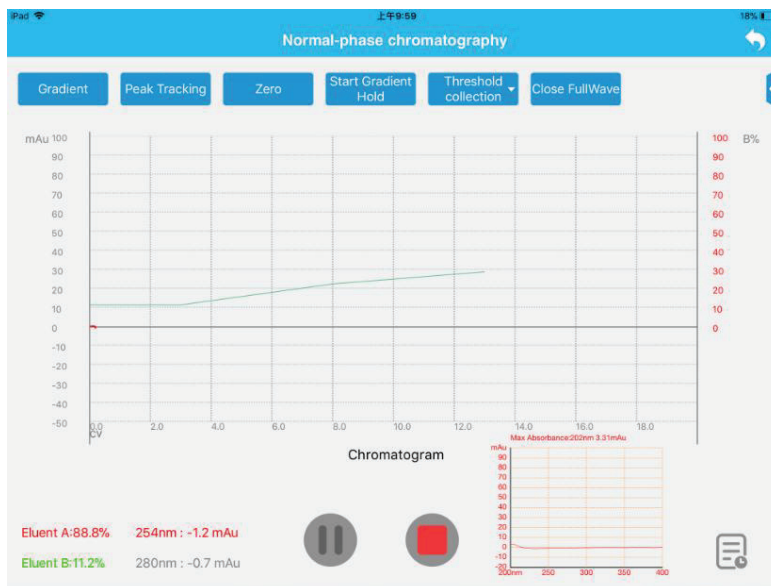 iPad 上午9:59 18%
Normal-phase chromatography
Gradient
Peak Tracking
Zero
Start Gradient
Hold
Threshold
collection
Close FullWave
mAu 100
90
80
70
60
50
40
30
20
10
0
-10
-20
-30
-40
-50
100 B%
90
80
70
60
50
40
30
20
10
0
0.0 2.0 4.0 6.0 8.0 10.0 12.0 14.0 16.0 18.0
CV
Chromatogram
Max Absorbance:202nm 3.31mAu
mAu
90
80
70
60
50
40
30
20
10
0
-10
-20
200nm 250 300 350 400
Eluent A:88.8% 254nm : -1.2 mAu
Eluent B:11.2% 280nm : -0.7 mAu